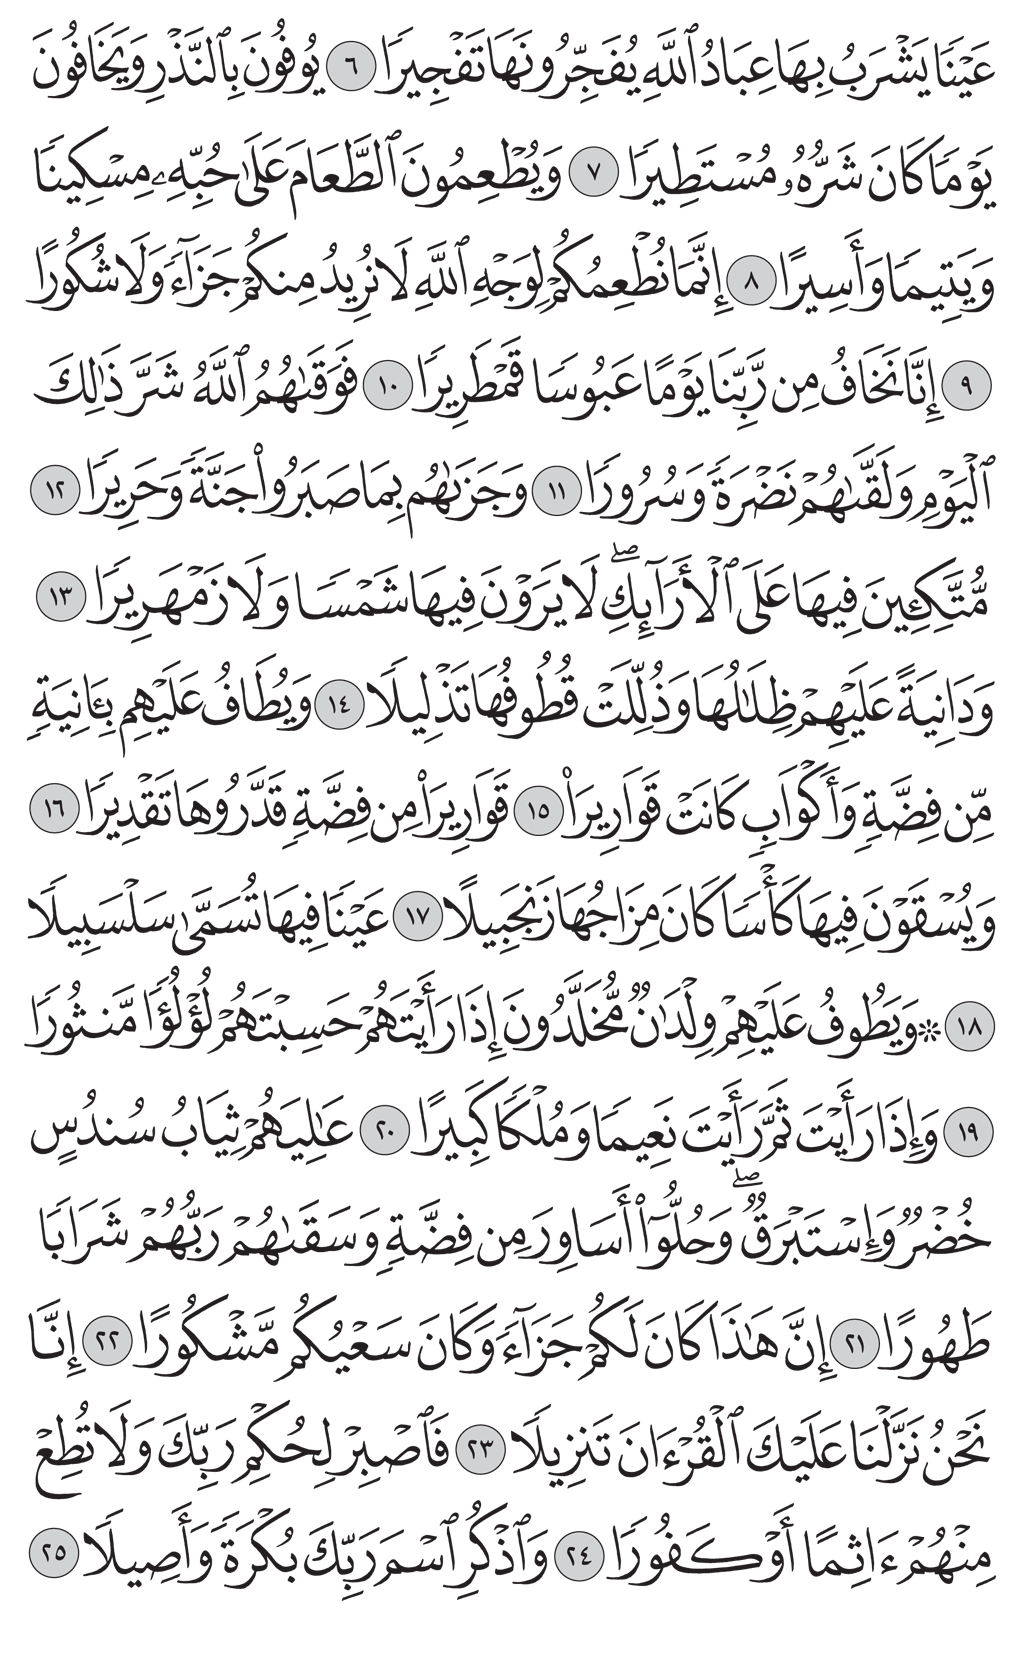 عَيۡنٗا يَشۡرَبُ بِهَا عِبَادُ ٱللَّهِ يُفَجِّرُونَهَا تَفۡجِيرٗا ٦ يُوفُونَ بِٱلنَّذۡرِ وَيَخَافُونَ
يَوۡمٗا كَانَ شَرُّهُۥ مُسۡتَطِيرٗا ٧ وَيُطۡعِمُونَ ٱلطَّعَامَ عَلَىٰ حُبِّهِۦ مِسۡكِينٗا
وَيَتِيمٗا وَأَسِيرًا ٨ إِنَّمَا نُطۡعِمُكُمۡ لِوَجۡهِ ٱللَّهِ لَا نُرِيدُ مِنكُمۡ جَزَآءٗ وَلَا شُكُورًا
٩ إِنَّا نَخَافُ مِن رَّبِّنَا يَوۡمًا عَبُوسٗا قَمۡطَرِيرٗا ١٠ فَوَقَىٰهُمُ ٱللَّهُ شَرَّ ذَٰلِكَ
ٱلۡيَوۡمِ وَلَقَّىٰهُمۡ نَضۡرَةٗ وَسُرُورٗا ١١ وَجَزَىٰهُم بِمَا صَبَرُواْ جَنَّةٗ وَحَرِيرٗا ١٢
مُّتَّكِـِٔينَ فِيهَا عَلَى ٱلۡأَرَآئِكِۖ لَا يَرَوۡنَ فِيهَا شَمۡسٗا وَلَا زَمۡهَرِيرٗا ١٣
وَدَانِيَةً عَلَيۡهِمۡ ظِلَٰلُهَا وَذُلِّلَتۡ قُطُوفُهَا تَذۡلِيلٗا ١٤ وَيُطَافُ عَلَيۡهِم بِـَٔانِيَةٖ
مِّن فِضَّةٖ وَأَكۡوَابٖ كَانَتۡ قَوَارِيرَا۠ ١٥ قَوَارِيرَاْ مِن فِضَّةٖ قَدَّرُوهَا تَقۡدِيرٗا ١٦
وَيُسۡقَوۡنَ فِيهَا كَأۡسٗا كَانَ مِزَاجُهَا زَنجَبِيلًا ١٧ عَيۡنٗا فِيهَا تُسَمَّىٰ سَلۡسَبِيلٗا
١٨ ۞وَيَطُوفُ عَلَيۡهِمۡ وِلۡدَٰنٞ مُّخَلَّدُونَ إِذَا رَأَيۡتَهُمۡ حَسِبۡتَهُمۡ لُؤۡلُؤٗا مَّنثُورٗا
١٩ وَإِذَا رَأَيۡتَ ثَمَّ رَأَيۡتَ نَعِيمٗا وَمُلۡكٗا كَبِيرًا ٢٠ عَٰلِيَهُمۡ ثِيَابُ سُندُسٍ
خُضۡرٞ وَإِسۡتَبۡرَقٞۖ وَحُلُّوٓاْ أَسَاوِرَ مِن فِضَّةٖ وَسَقَىٰهُمۡ رَبُّهُمۡ شَرَابٗا
طَهُورًا ٢١ إِنَّ هَٰذَا كَانَ لَكُمۡ جَزَآءٗ وَكَانَ سَعۡيُكُم مَّشۡكُورًا ٢٢ إِنَّا
نَحۡنُ نَزَّلۡنَا عَلَيۡكَ ٱلۡقُرۡءَانَ تَنزِيلٗا ٢٣ فَٱصۡبِرۡ لِحُكۡمِ رَبِّكَ وَلَا تُطِعۡ
مِنۡهُمۡ ءَاثِمًا أَوۡ كَفُورٗا ٢٤ وَٱذۡكُرِ ٱسۡمَ رَبِّكَ بُكۡرَةٗ وَأَصِيلٗا ٢٥